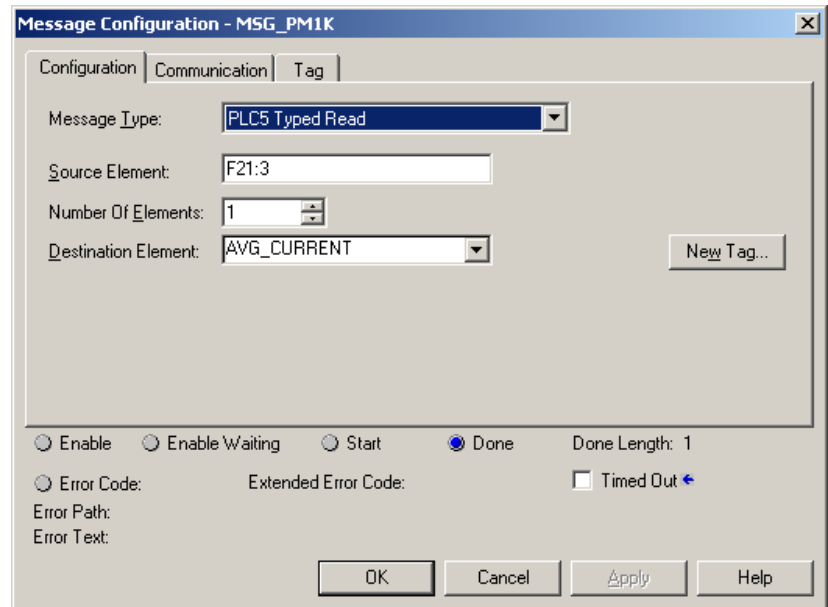 Message Configuration - MSG_PM1K
Configuration Communication Tag
Message Type: PLC5 Typed Read
Source Element: F21:3
Number Of Elements: 1
Destination Element: AVG_CURRENT New Tag...
Enable Enable Waiting Start Done Done Length: 1
Error Code: Extended Error Code: Timed Out
Error Path:
Error Text:
OK Cancel Apply Help